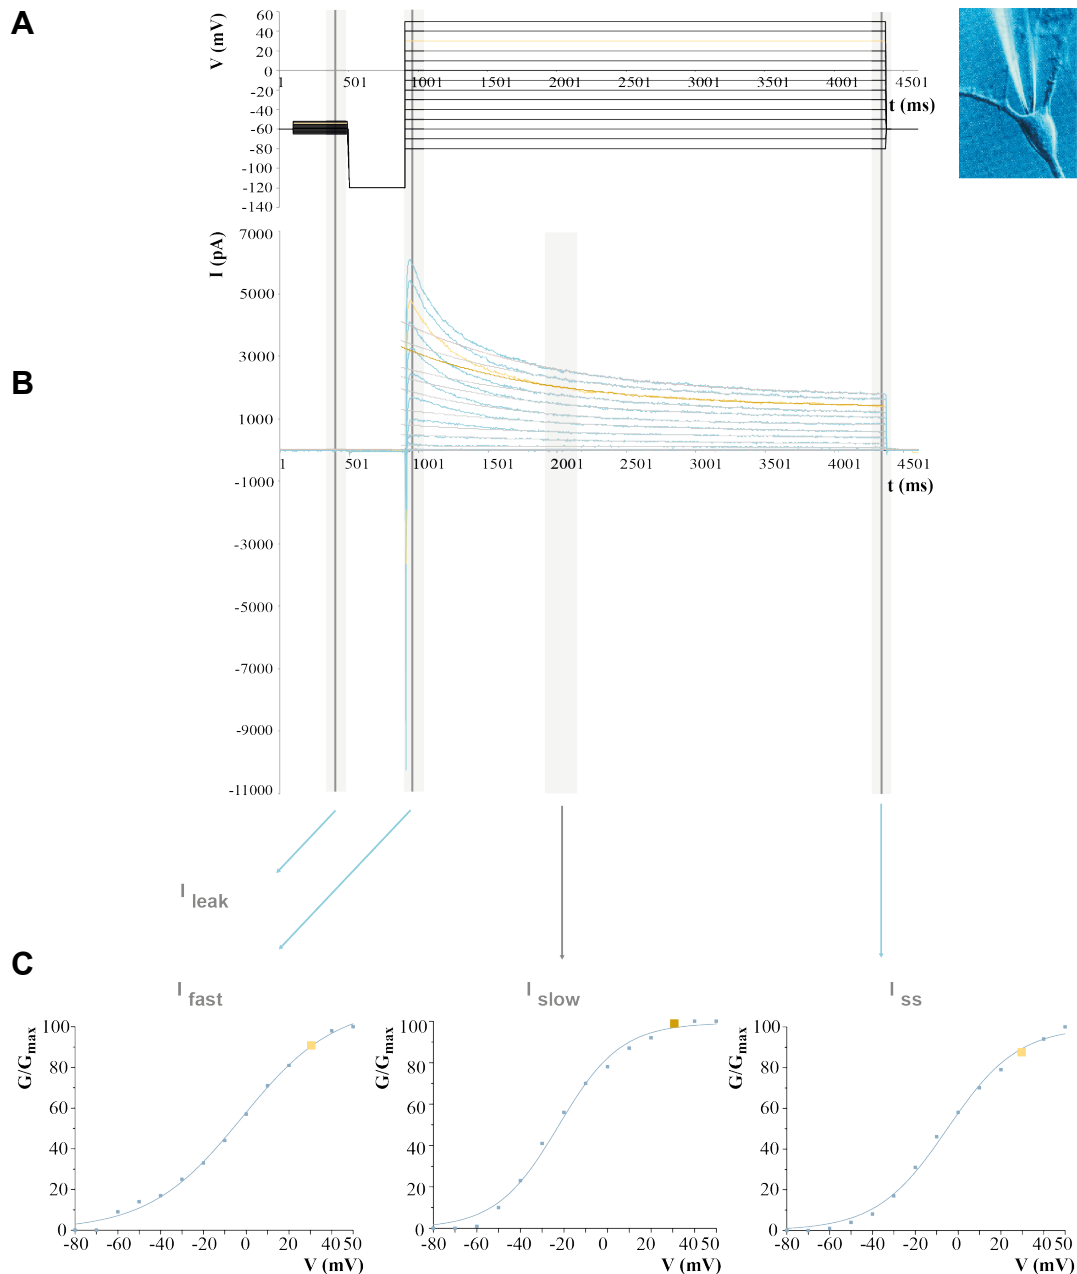 A
V (mV)
60
40
20
0
-20
-40
-60
-80
-100
-120
-140
1 501 1001 1501 2001 2501 3001 3501 4001 4501
t (ms)
B
I (pA)
7000
5000
3000
1000
-1000
-3000
-5000
-7000
-9000
-11000
1 501 1001 1501 2001 2501 3001 3501 4001 4501
t (ms)
I leak
C
I fast
I slow
I ss
G/Gmax
100
80
60
40
20
0
-80 -60 -40 -20 0 20 40 50
V (mV)
G/Gmax
100
80
60
40
20
0
-80 -60 -40 -20 0 20 40 50
V (mV)
G/Gmax
100
80
60
40
20
0
-80 -60 -40 -20 0 20 40 50
V (mV)